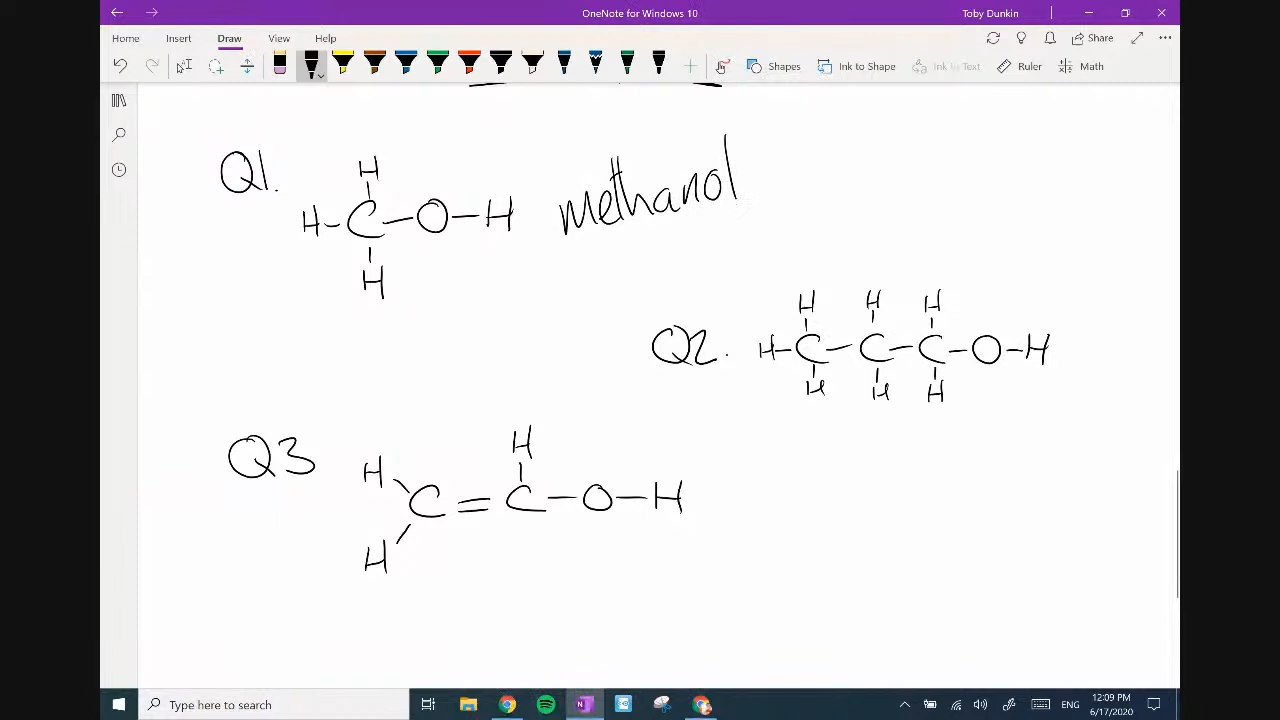 OneNote for Windows 10
Toby Dunkin
Home Insert Draw View Help
Share
Shapes Ink to Shape Ink to Text Ruler Math
Q1.
H
H-C-O-H methanol
H
Q2.
H H H
H-C-C-C-O-H
H H H
Q3
H H
C=C-O-H
H
Type here to search
ENG
12:09 PM
6/17/2020